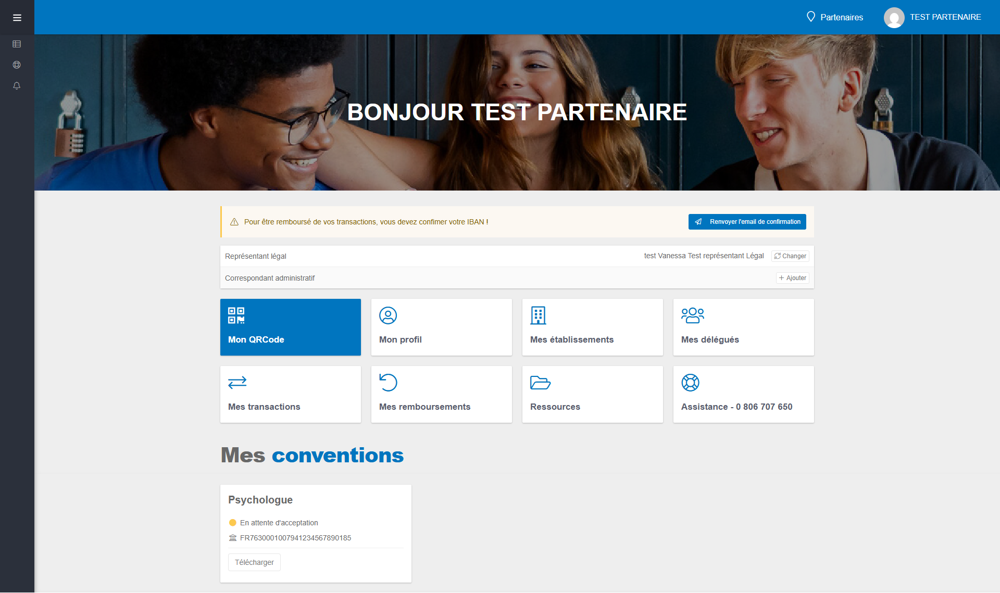 Partenaires
TEST PARTENAIRE
BONJOUR TEST PARTENAIRE
Pour être remboursé de vos transactions, vous devez confimer votre IBAN !
Renvoyer l'email de confirmation
Représentant légal
test Vanessa Test représentant Légal
Changer
Correspondant administratif
Ajouter
Mon QRCode
Mon profil
Mes établissements
Mes délégués
Mes transactions
Mes remboursements
Ressources
Assistance - 0 806 707 650
Mes conventions
Psychologue
En attente d'acceptation
FR7630001007941234567890185
Télécharger